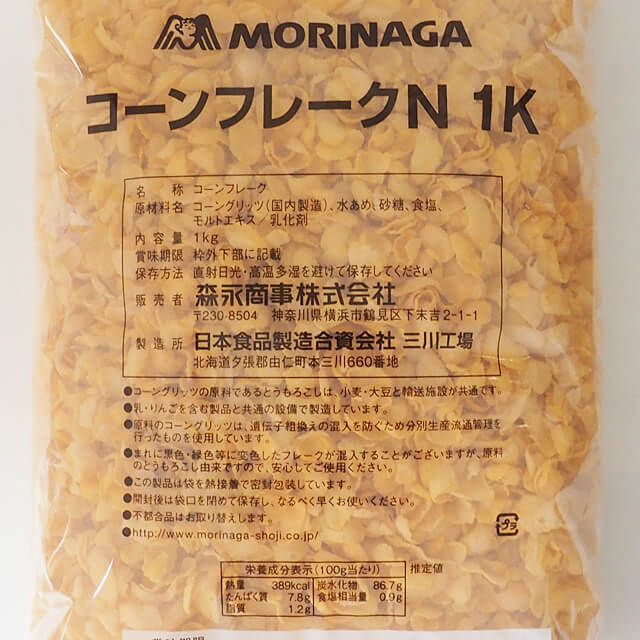 MORINAGA
コーンフレークN 1K
名称 コーンフレーク
原材料名 コーングリッツ(国内製造)、水あめ、砂糖、食塩、
モルトエキス／乳化剤
内容量 1kg
賞味期限 枠外下部に記載
保存方法 直射日光・高温多湿を避けて保存してください
販売者 森永商事株式会社
〒230-8504 神奈川県横浜市鶴見区下末吉2-1-1
製造所 日本食品製造合資会社 三川工場
北海道夕張郡由仁町本三川660番地
●コーングリッツの原料であるとうもろこしは、小麦・大豆と輸送施設が共通です。
●乳・りんごを含む製品と共通の設備で製造しています。
●原料のコーングリッツは、遺伝子組換えの混入を防ぐため分別生産流通管理を
行ったものを使用しています。
●まれに黒色・緑色等に変色したフレークが混入することがございますが、原料
のとうもろこし由来ですので、安心してご使用ください。
●この製品は袋を熱接着で密封包装しています。
●開封後は袋口を閉めて保存し、なるべく早くお使いください。
●不都合品はお取り替えします。
●http://www.morinaga-shoji.co.jp/
プラ
栄養成分表示(100g当たり) 推定値
熱量 389kcal 炭水化物 86.7g
たんぱく質 7.8g 食塩相当量 0.9g
脂質 1.2g